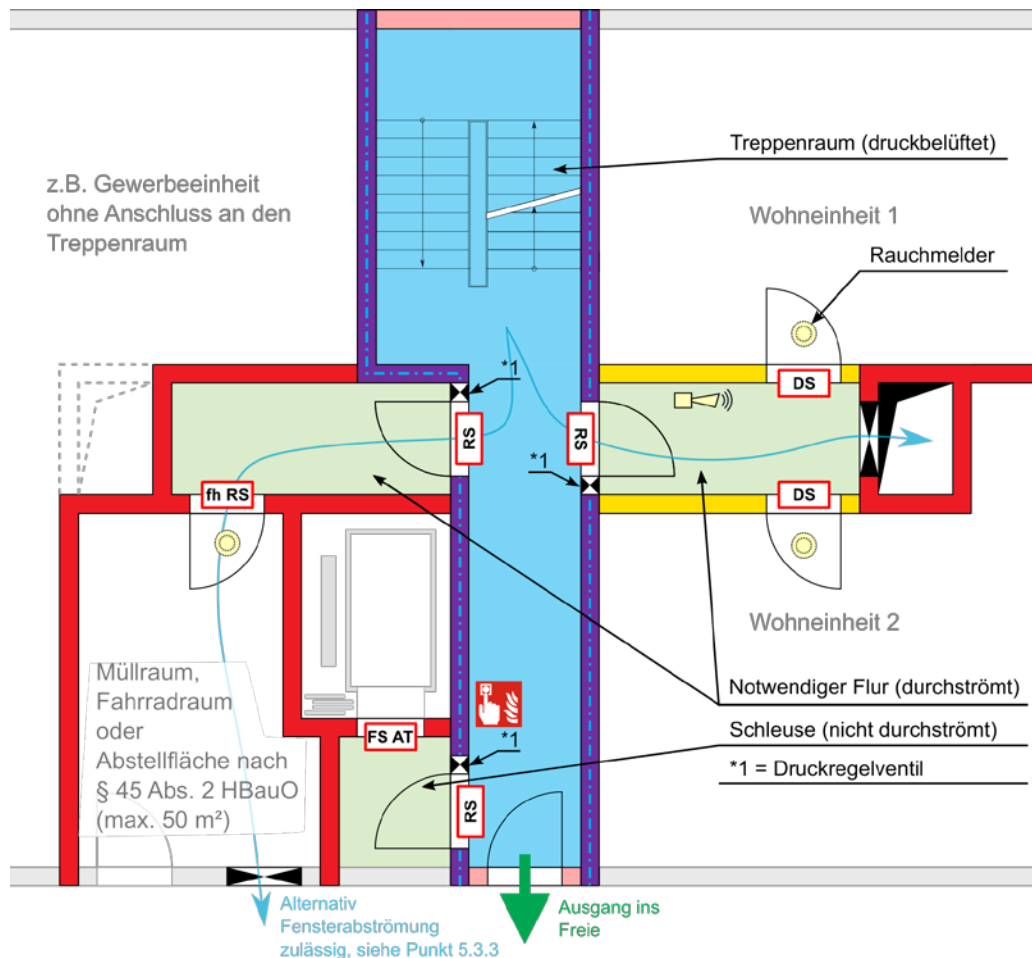 Treppenraum (druckbelüftet)
z.B. Gewerbeeinheit
ohne Anschluss an den
Treppenraum
Wohneinheit 1
Rauchmelder
*1
DS
RS
RS
*1
fh RS
DS
Wohneinheit 2
Müllraum,
Fahrradraum
oder
Abstellfläche nach
§ 45 Abs. 2 HBauO
(max. 50 m²)
Notwendiger Flur (durchströmt)
FS AT
Schleuse (nicht durchströmt)
*1
*1 = Druckregelventil
RS
Alternativ
Fensterabströmung
zulässig, siehe Punkt 5.3.3
Ausgang ins
Freie